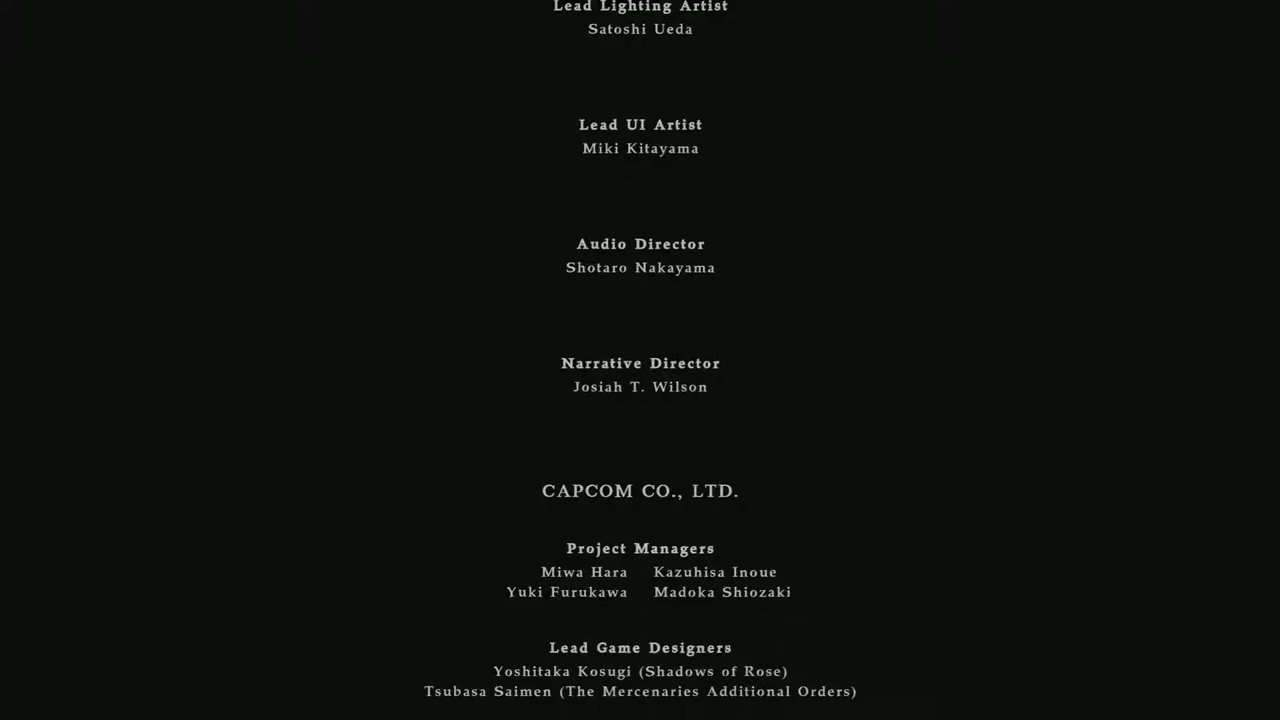 Lead Lighting Artist
Satoshi Ueda
Lead UI Artist
Miki Kitayama
Audio Director
Shotaro Nakayama
Narrative Director
Josiah T. Wilson
CAPCOM CO., LTD.
Project Managers
Miwa Hara Kazuhisa Inoue
Yuki Furukawa Madoka Shiozaki
Lead Game Designers
Yoshitaka Kosugi (Shadows of Rose)
Tsubasa Saimen (The Mercenaries Additional Orders)